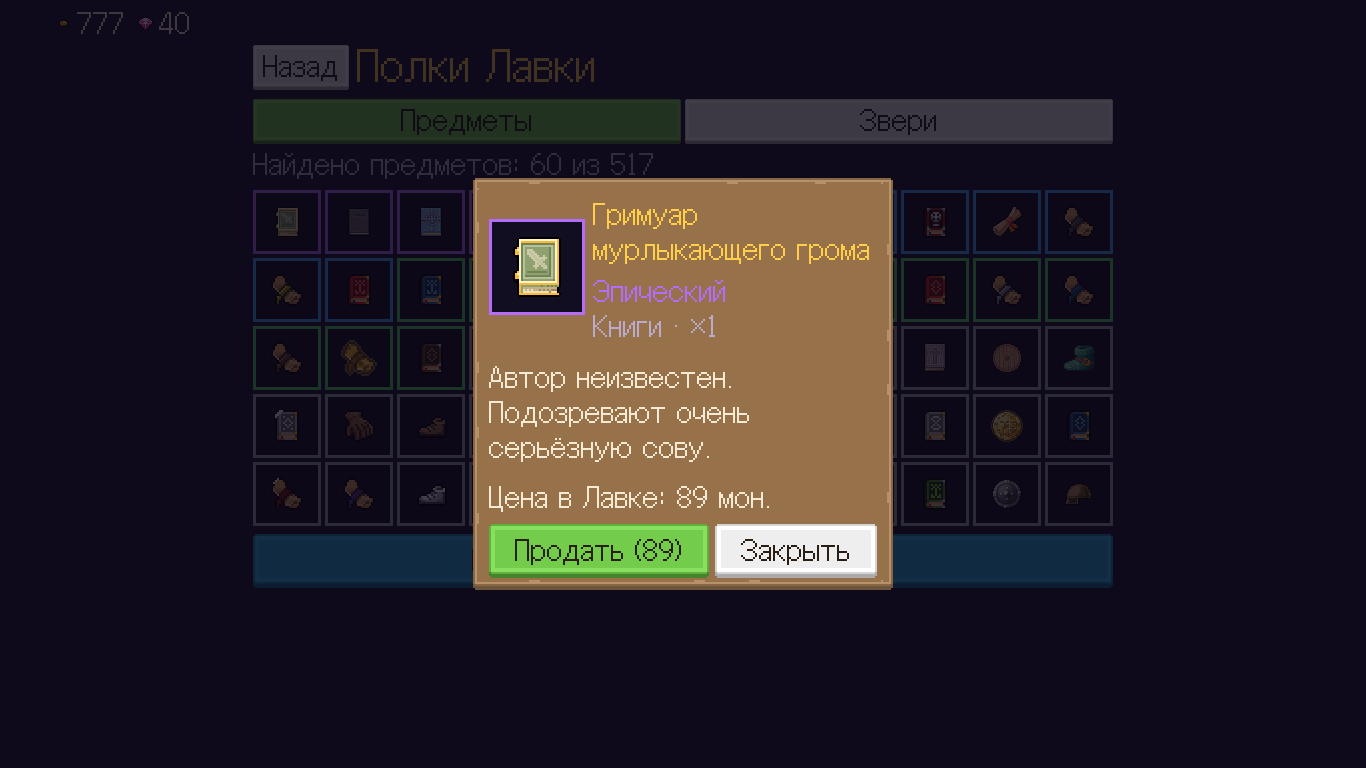 777 40
Назад Полки Лавки
Предметы Звери
Найдено предметов: 60 из 517
Гримуар
мурлыкающего грома
Эпический
Книги · ×1
Автор неизвестен.
Подозревают очень
серьёзную сову.
Цена в Лавке: 89 мон.
Продать (89) Закрыть